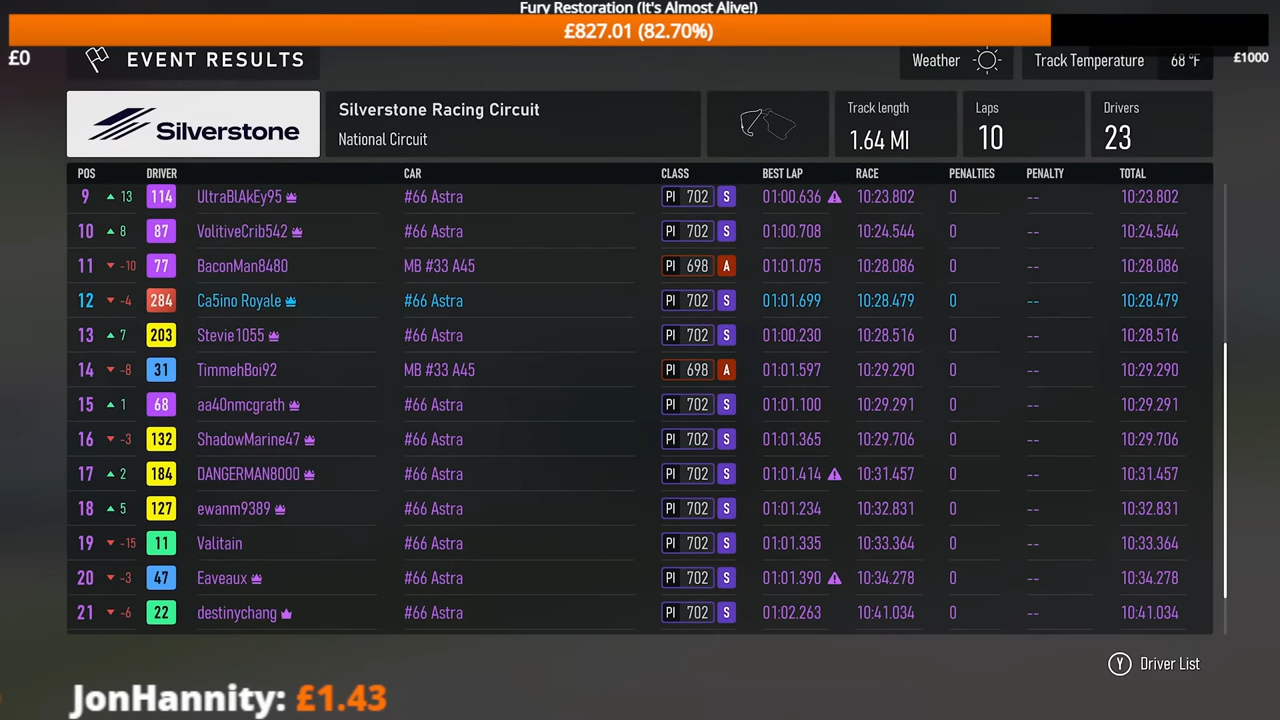 Fury Restoration (It's Almost Alive!)
£827.01 (82.70%)
£0 £1000
EVENT RESULTS Weather Track Temperature 68 °F
Silverstone Silverstone Racing Circuit National Circuit Track length 1.64 MI Laps 10 Drivers 23
POS DRIVER CAR CLASS BEST LAP RACE PENALTIES PENALTY TOTAL
9 13 114 UltraBlAkEy95 #66 Astra PI 702 S 01:00.636 10:23.802 0 -- 10:23.802
10 8 87 VolitiveCrib542 #66 Astra PI 702 S 01:00.708 10:24.544 0 -- 10:24.544
11 -10 77 BaconMan8480 MB #33 A45 PI 698 A 01:01.075 10:28.086 0 -- 10:28.086
12 -4 284 Ca5ino Royale #66 Astra PI 702 S 01:01.699 10:28.479 0 -- 10:28.479
13 7 203 Stevie1055 #66 Astra PI 702 S 01:00.230 10:28.516 0 -- 10:28.516
14 -8 31 TimmehBoi92 MB #33 A45 PI 698 A 01:01.597 10:29.290 0 -- 10:29.290
15 1 68 aa40nmcgrath #66 Astra PI 702 S 01:01.100 10:29.291 0 -- 10:29.291
16 -3 132 ShadowMarine47 #66 Astra PI 702 S 01:01.365 10:29.706 0 -- 10:29.706
17 2 184 DANGERMAN8000 #66 Astra PI 702 S 01:01.414 10:31.457 0 -- 10:31.457
18 5 127 ewanm9389 #66 Astra PI 702 S 01:01.234 10:32.831 0 -- 10:32.831
19 -15 11 Valitain #66 Astra PI 702 S 01:01.335 10:33.364 0 -- 10:33.364
20 -3 47 Eaveaux #66 Astra PI 702 S 01:01.390 10:34.278 0 -- 10:34.278
21 -6 22 destinychang #66 Astra PI 702 S 01:02.263 10:41.034 0 -- 10:41.034
Y Driver List
JonHannity: £1.43